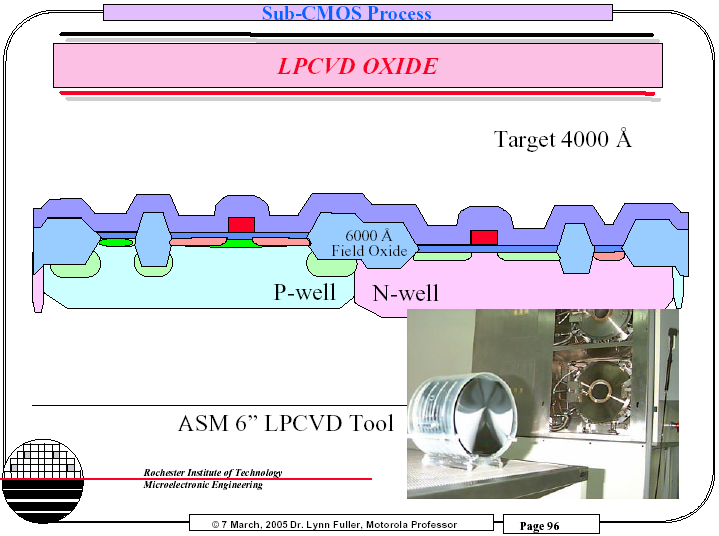 Sub-CMOS Process
LPCVD OXIDE
Target 4000 Å
6000 Å
Field Oxide
P-well
N-well
ASM 6” LPCVD Tool
Rochester Institute of Technology
Microelectronic Engineering
© 7 March, 2005 Dr. Lynn Fuller, Motorola Professor
Page 96